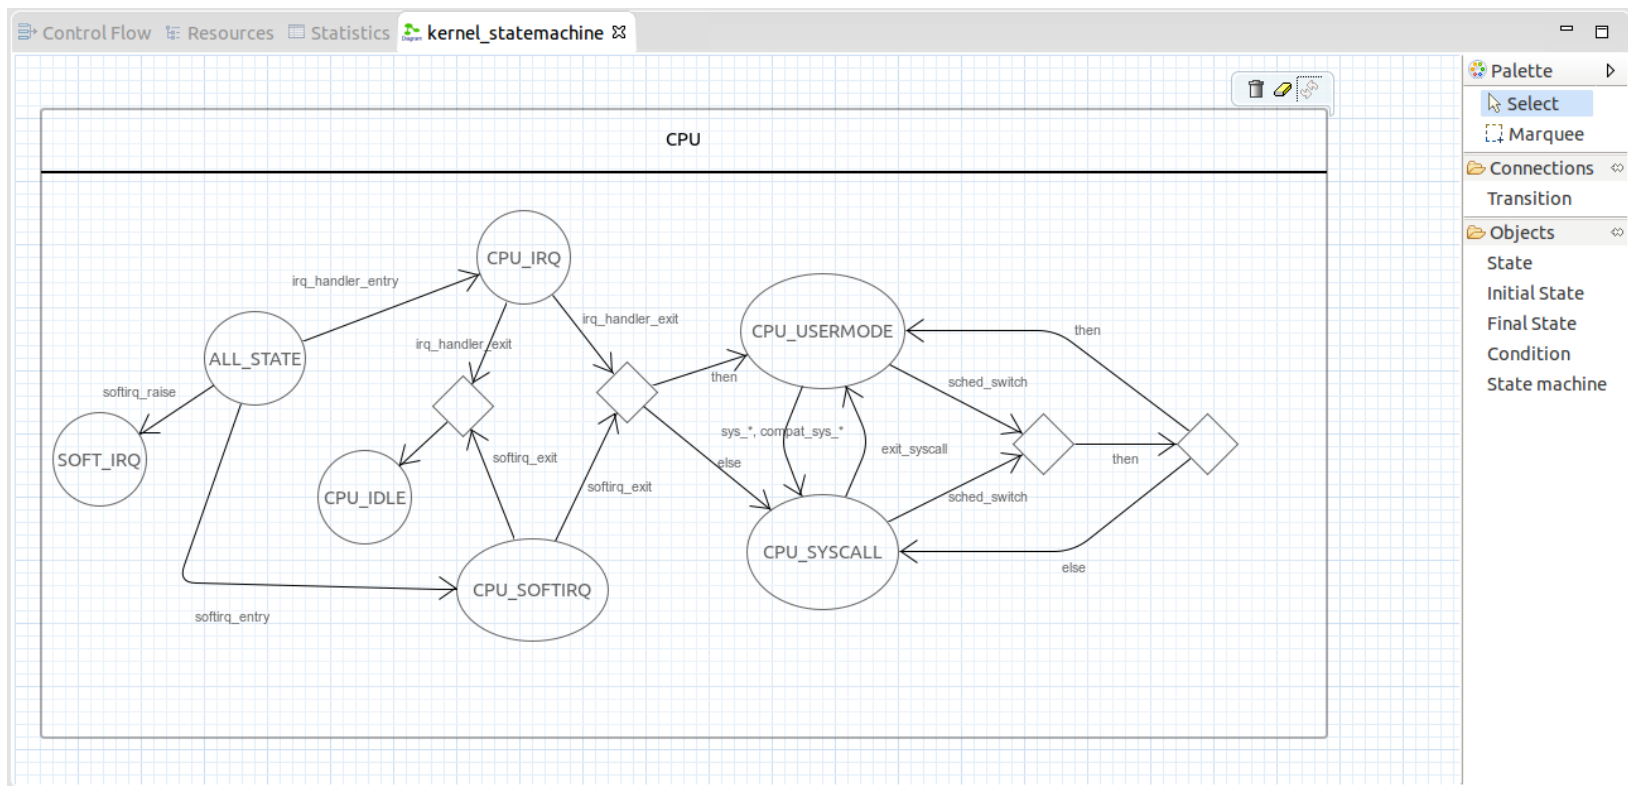 Control Flow Resources Statistics kernel_statemachine
Palette
Select
Marquee
Connections
Transition
Objects
State
Initial State
Final State
Condition
State machine
CPU
CPU_IRQ
irq_handler_entry
irq_handler_exit
irq_handler_exit
ALL_STATE
CPU_USERMODE
then
then
sched_switch
softirq_raise
sys_*, compat_sys_*
exit_syscall
SOFT_IRQ
softirq_exit
else
then
CPU_IDLE
softirq_exit
sched_switch
CPU_SYSCALL
else
CPU_SOFTIRQ
softirq_entry